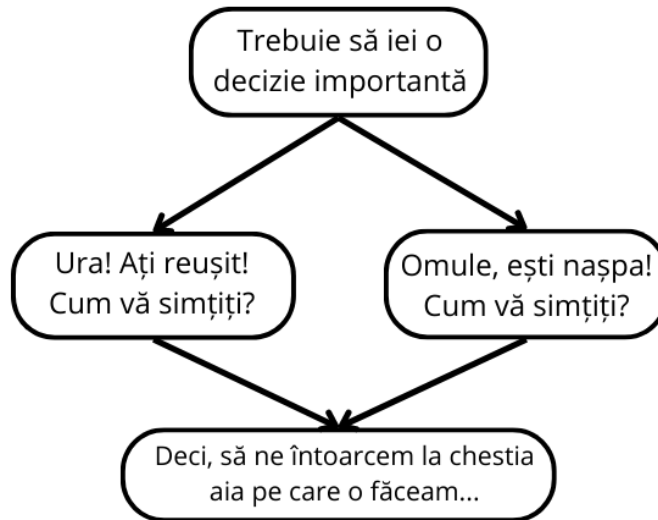 Trebuie să iei o
decizie importantă
Ura! Ați reușit!
Cum vă simțiți?
Omule, ești nașpa!
Cum vă simțiți?
Deci, să ne întoarcem la chestia
aia pe care o făceam...